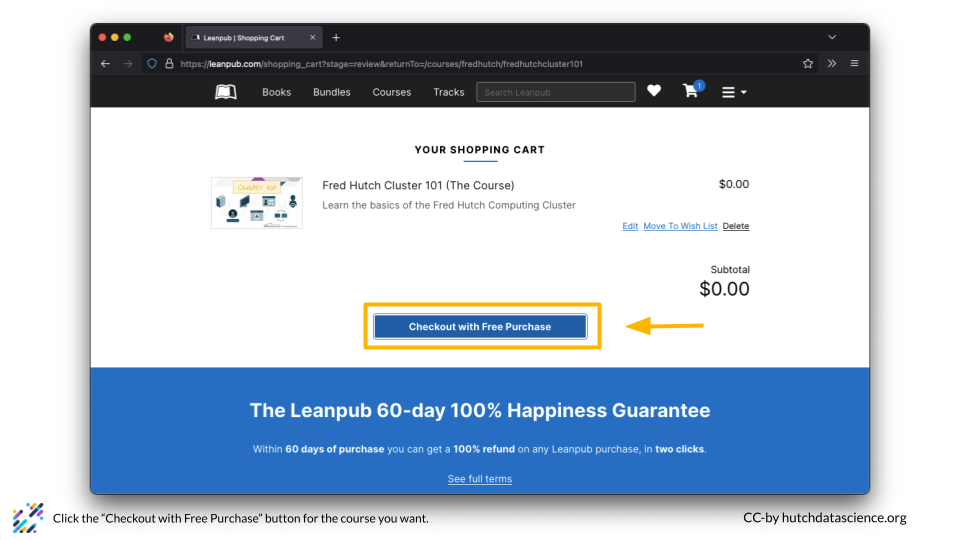 Leanpub | Shopping Cart
https://leanpub.com/shopping_cart?stage=review&returnTo=/courses/fredhutch/fredhutchcluster101
Books Bundles Courses Tracks Search Leanpub 1
YOUR SHOPPING CART
Cluster 101
Fred Hutch Cluster 101 (The Course) $0.00
Learn the basics of the Fred Hutch Computing Cluster
Edit Move To Wish List Delete
Subtotal
$0.00
Checkout with Free Purchase
The Leanpub 60-day 100% Happiness Guarantee
Within 60 days of purchase you can get a 100% refund on any Leanpub purchase, in two clicks.
See full terms
Click the “Checkout with Free Purchase” button for the course you want.
CC-by hutchdatascience.org